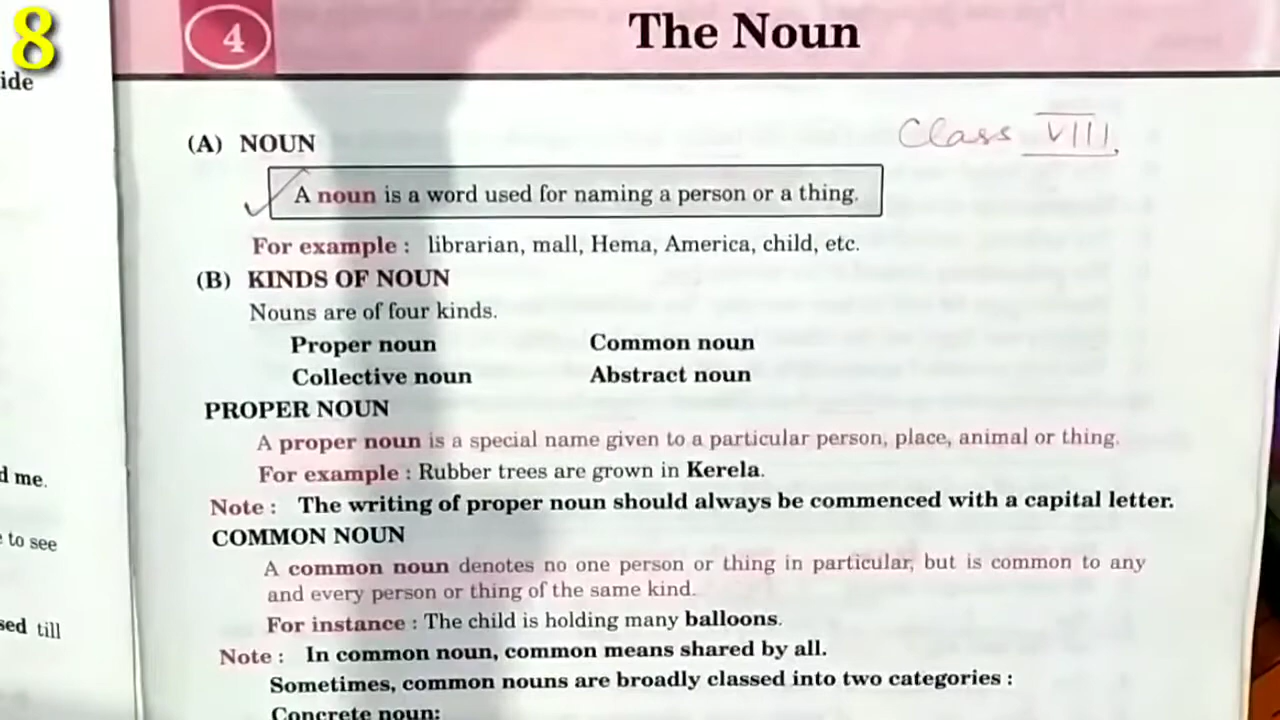 8
ide
4
The Noun
Class VIII
(A) NOUN
A noun is a word used for naming a person or a thing.
For example : librarian, mall, Hema, America, child, etc.
(B) KINDS OF NOUN
Nouns are of four kinds.
Proper noun Common noun
Collective noun Abstract noun
PROPER NOUN
A proper noun is a special name given to a particular person, place, animal or thing.
For example : Rubber trees are grown in Kerela.
d me.
Note : The writing of proper noun should always be commenced with a capital letter.
COMMON NOUN
to see
A common noun denotes no one person or thing in particular, but is common to any
and every person or thing of the same kind.
For instance : The child is holding many balloons.
sed till
Note : In common noun, common means shared by all.
Sometimes, common nouns are broadly classed into two categories :
Concrete noun: